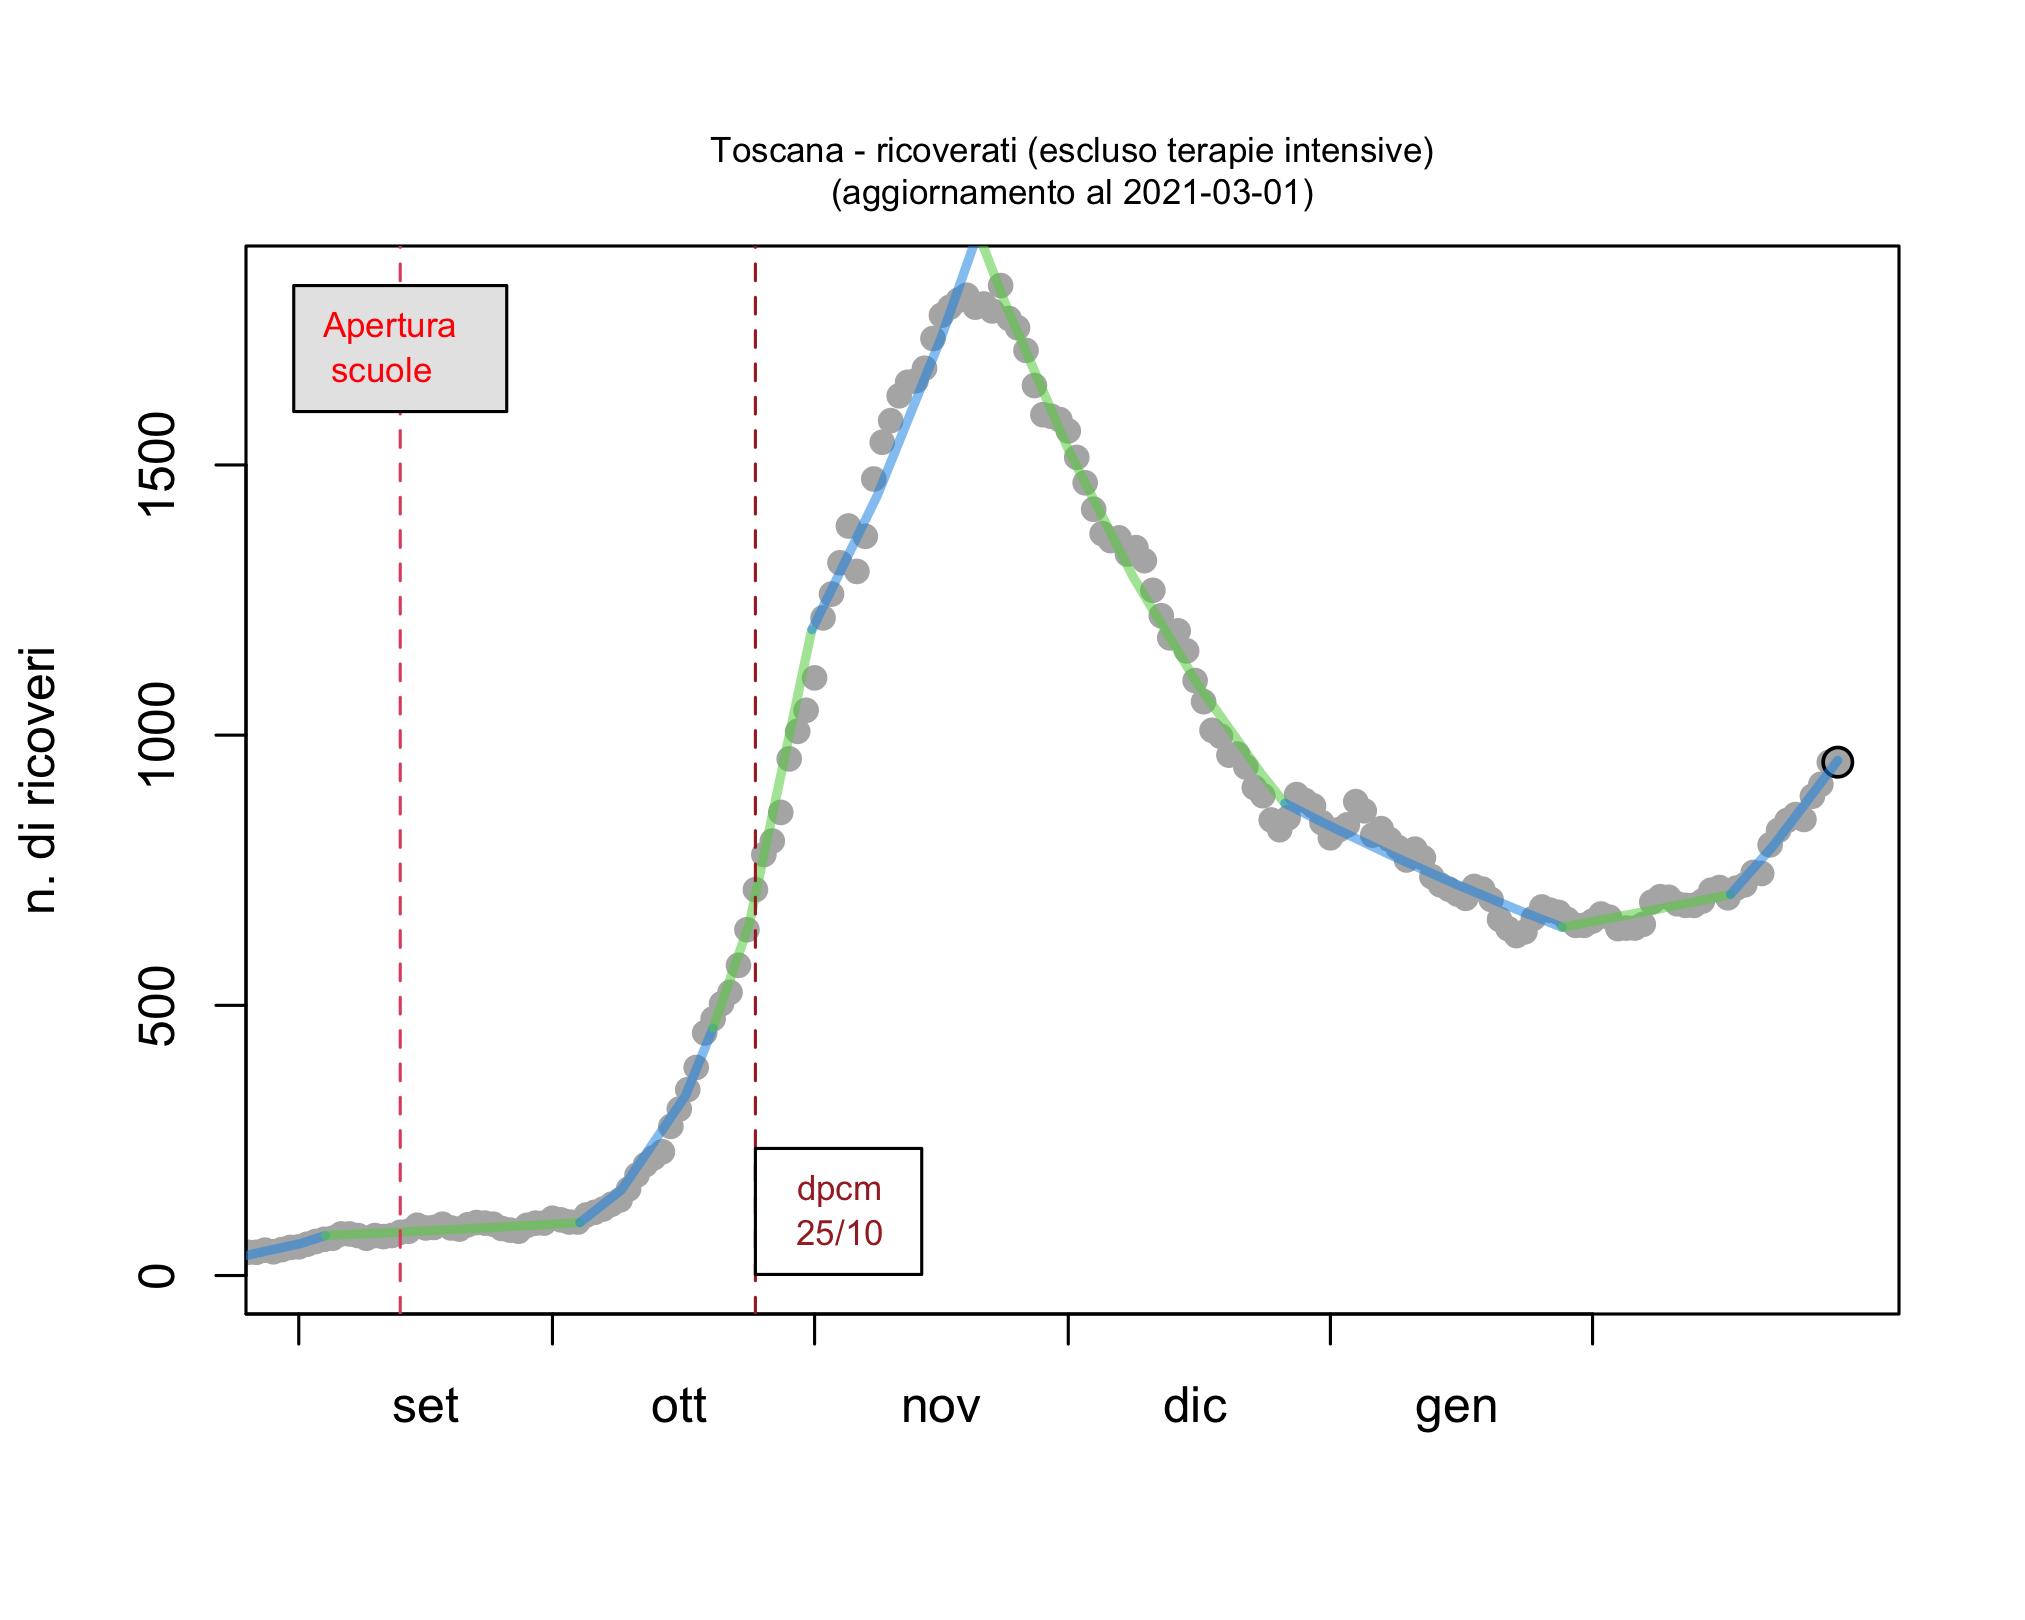 Toscana - ricoverati (escluso terapie intensive)
(aggiornamento al 2021-03-01)
Apertura
scuole
n. di ricoveri
1500
1000
500
0
dpcm
25/10
set ott nov dic gen